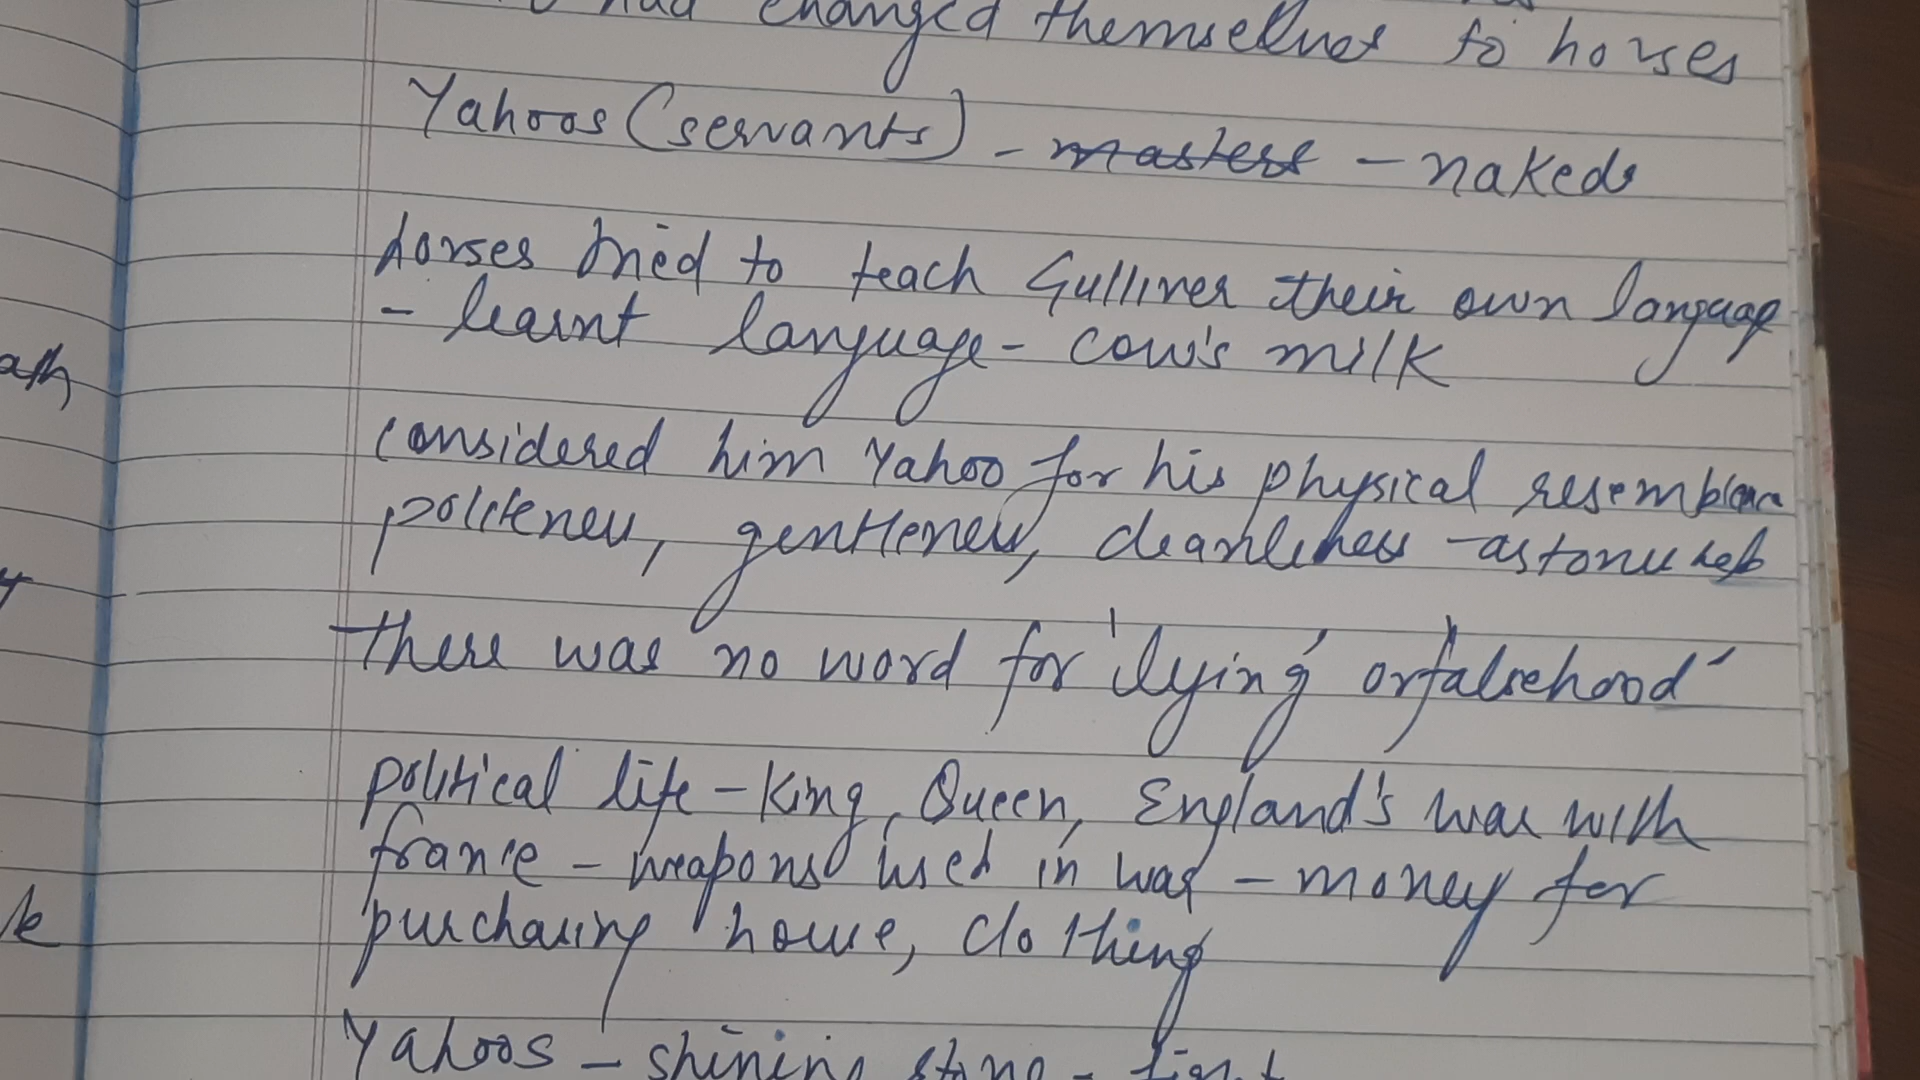 had changed themselves to horses
Yahoos (servants) - masters - naked
horses tried to teach Gulliver their own language
- learnt language - cow's milk
considered him Yahoo for his physical resemblance
politeness, gentleness, cleanliness - astonished
there was no word for 'lying' or 'falsehood'
political life - King, Queen, England's war with
france - weapons used in war - money for
purchasing house, clothing
Yahoos - shining stone - fight